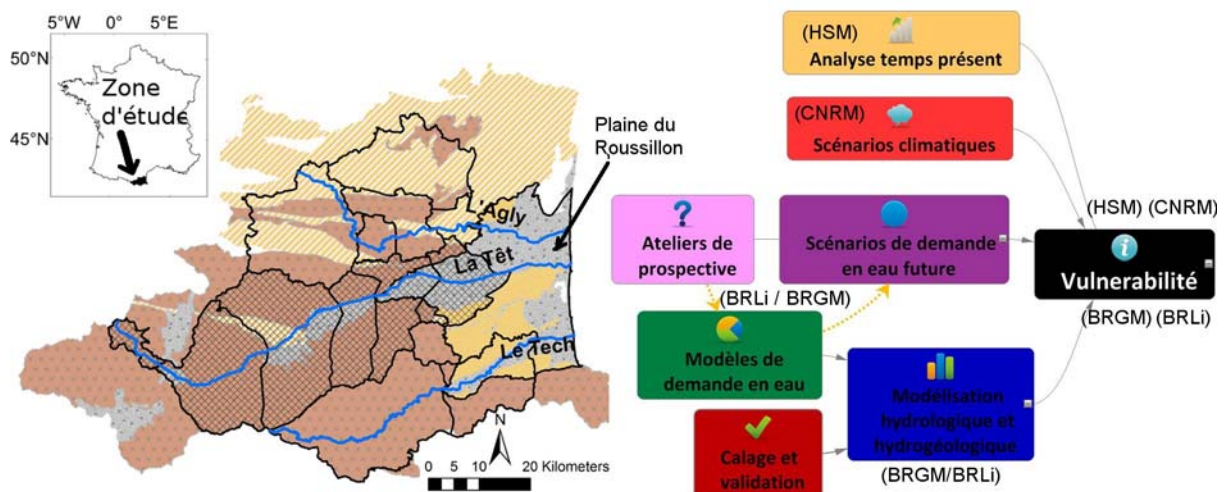 5°W 0° 5°E
50°N
45°N
Zone
d'étude
Plaine du
Roussillon
L'Agly
La Têt
Le Tech
N
0 5 10 20 Kilometers
(HSM)
Analyse temps présent
(CNRM)
Scénarios climatiques
Ateliers de
prospective
Scénarios de demande
en eau future
(HSM) (CNRM)
Vulnérabilité
(BRGM) (BRLi)
(BRLi / BRGM)
Modèles de
demande en eau
Modélisation
hydrologique et
hydrogéologique
(BRGM/BRLi)
Calage et
validation